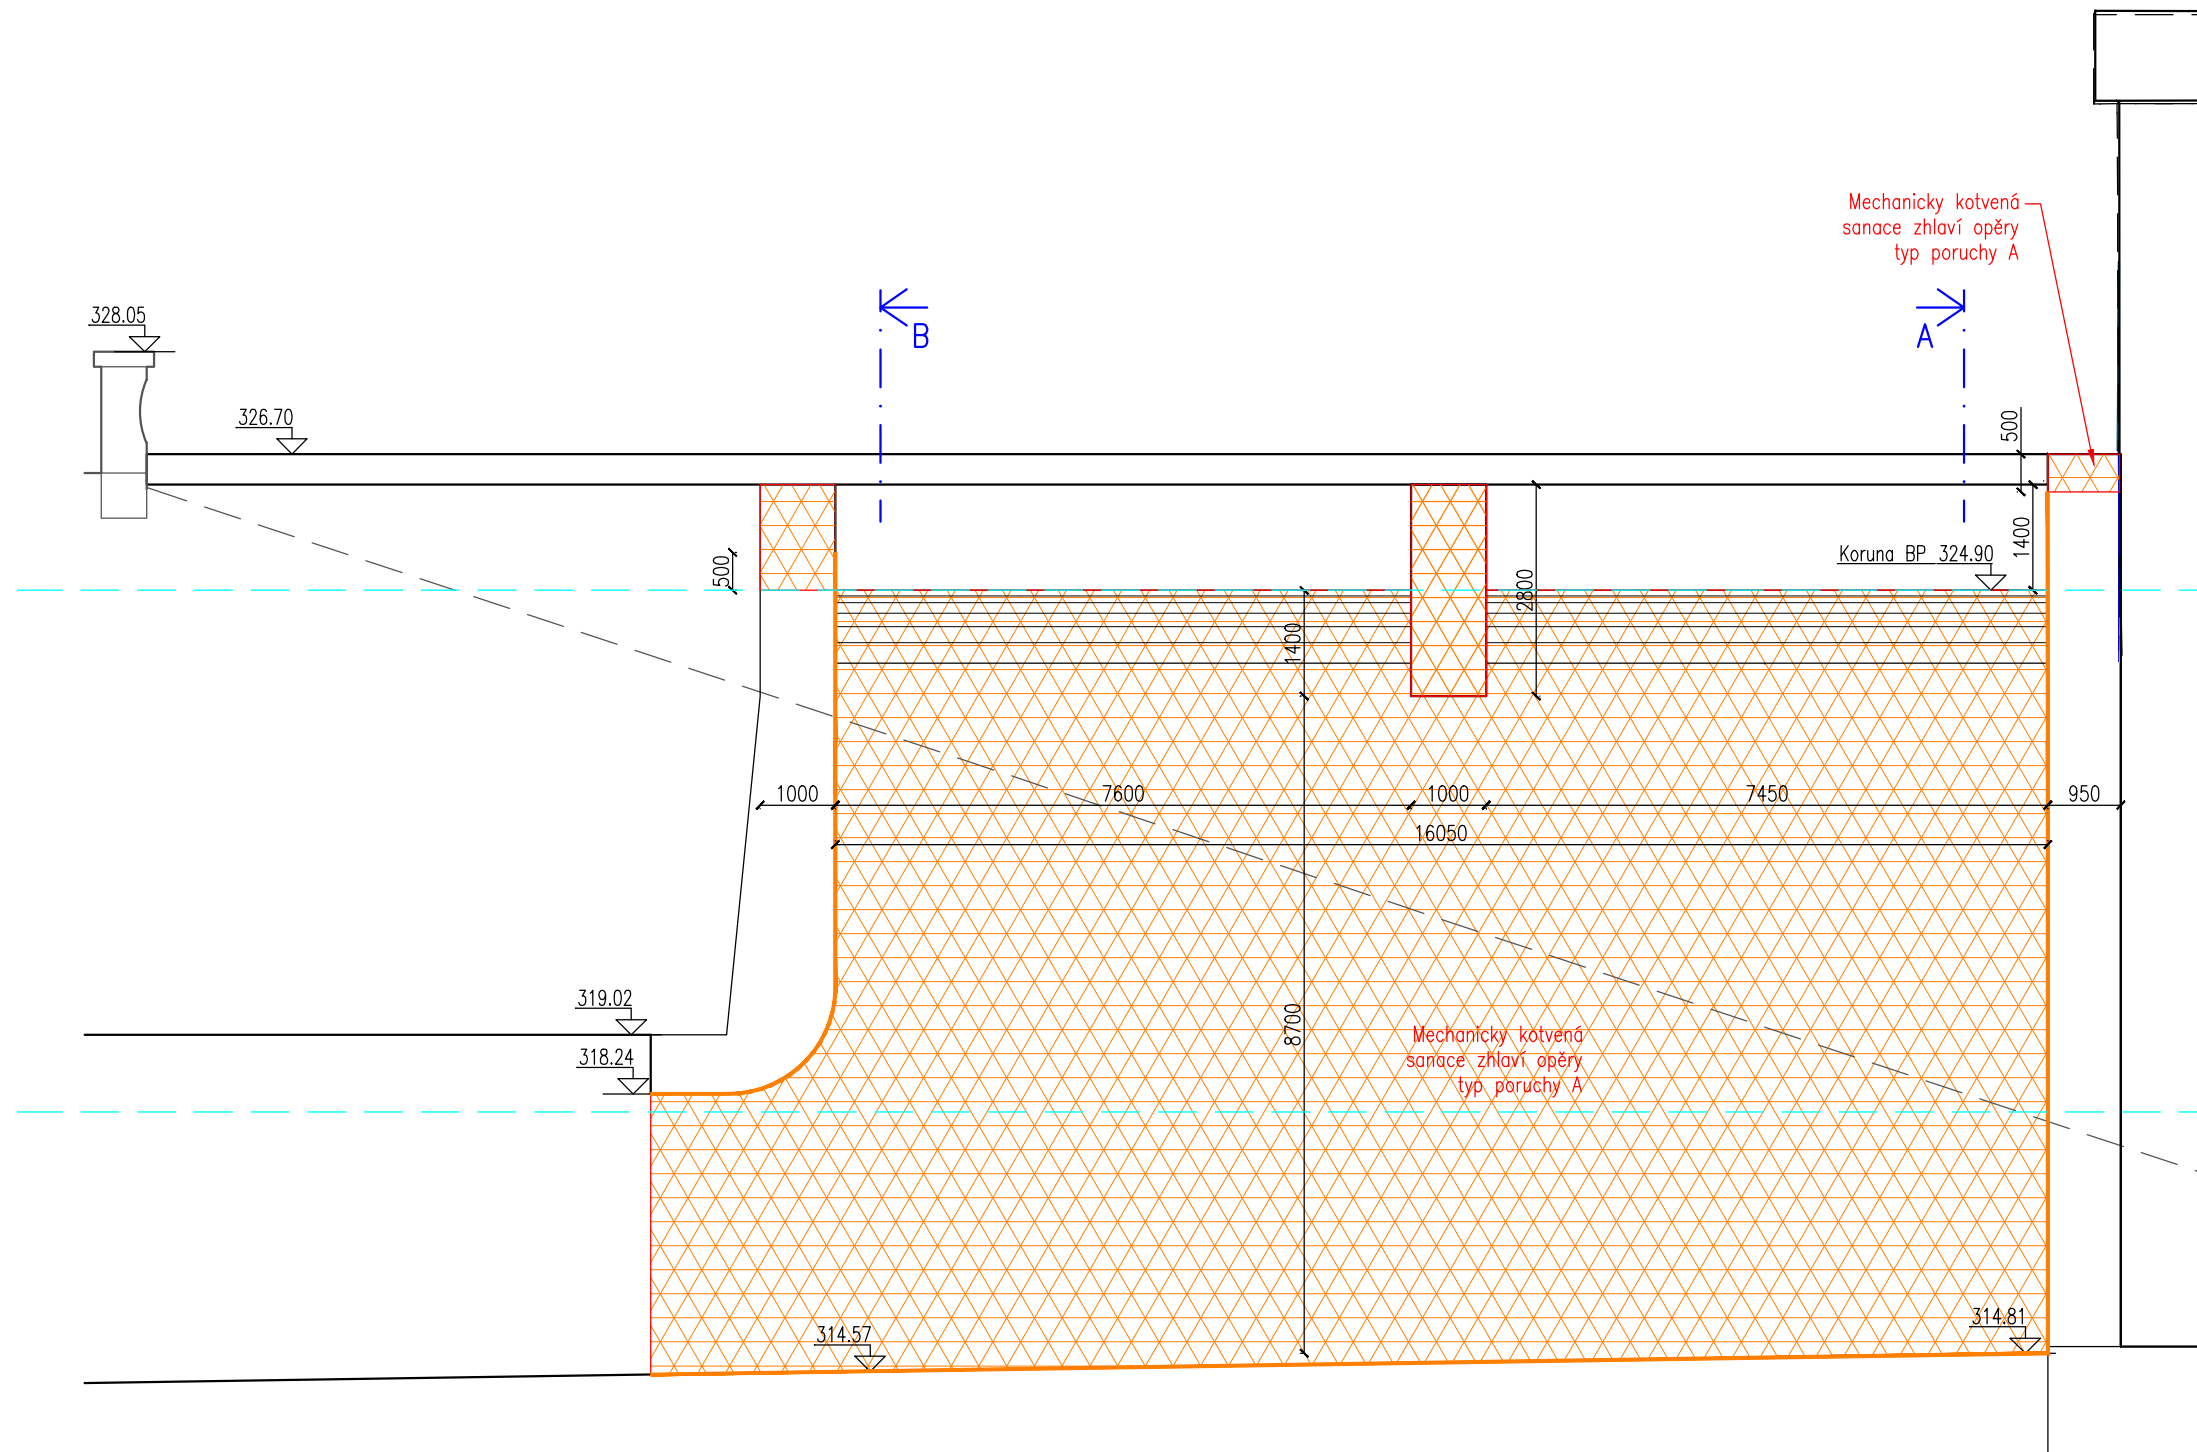 Mechanicky kotvená
sanace zhlaví opěry
typ poruchy A
328.05
B
A
326.70
500
1400
Koruna BP 324.90
500
2800
1400
1000
7600
1000
7450
950
16050
319.02
8700
Mechanicky kotvená
sanace zhlaví opěry
typ poruchy A
318.24
314.57
314.81